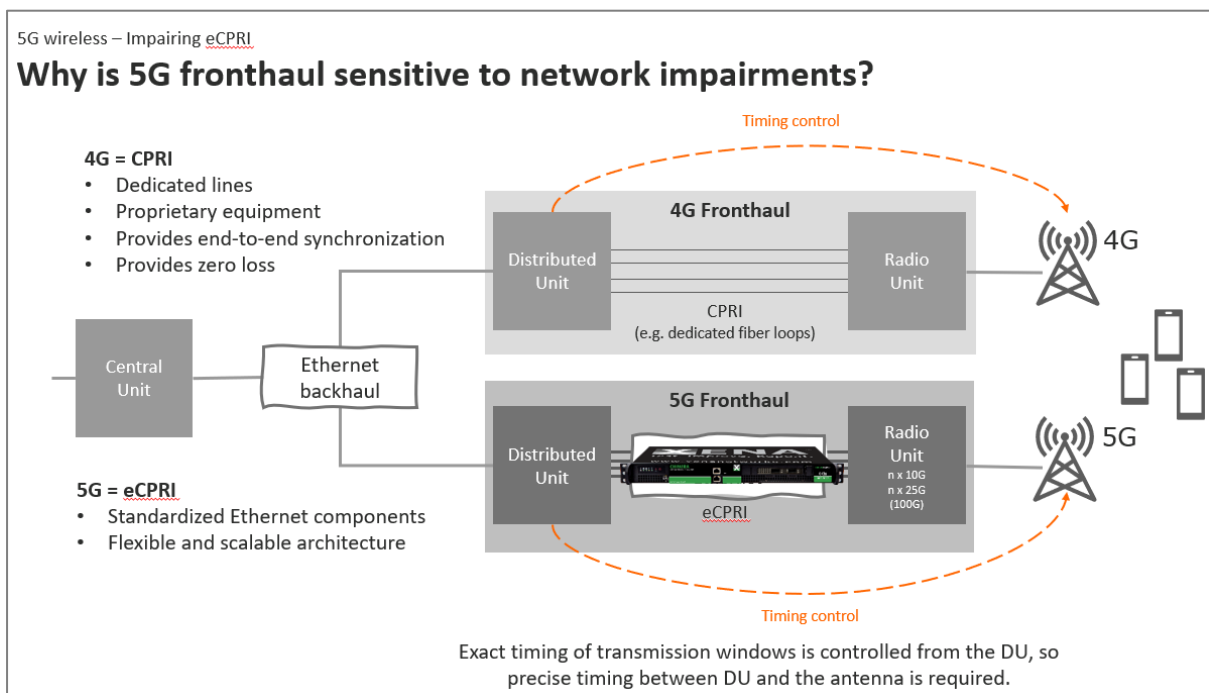 5G wireless – Impairing eCPRI
Why is 5G fronthaul sensitive to network impairments?
Timing control
4G = CPRI
• Dedicated lines
• Proprietary equipment
• Provides end-to-end synchronization
• Provides zero loss
4G Fronthaul
Distributed
Unit
Radio
Unit
CPRI
(e.g. dedicated fiber loops)
4G
Central
Unit
Ethernet
backhaul
5G Fronthaul
Distributed
Unit
XENA
eCPRI
Radio
Unit
n x 10G
n x 25G
(100G)
5G
5G = eCPRI
• Standardized Ethernet components
• Flexible and scalable architecture
Timing control
Exact timing of transmission windows is controlled from the DU, so
precise timing between DU and the antenna is required.